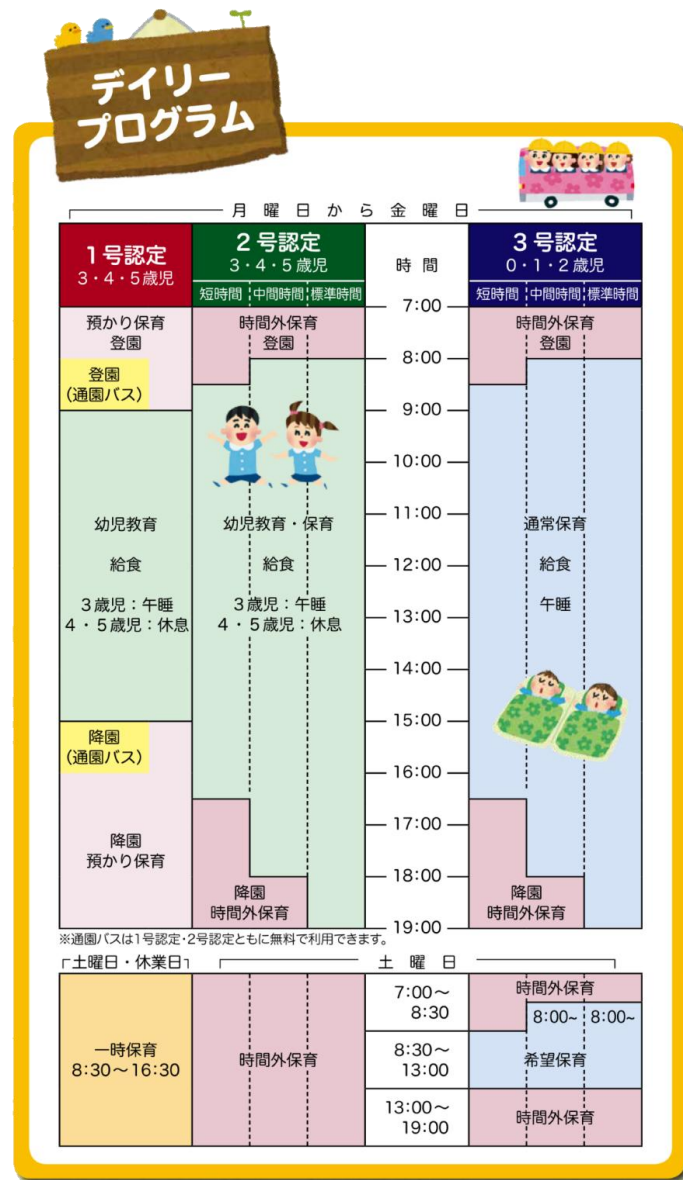 デイリー
プログラム
月曜日から金曜日
1号認定
3・4・5歳児
2号認定
3・4・5歳児
短時間 中間時間 標準時間
時間
3号認定
0・1・2歳児
短時間 中間時間 標準時間
預かり保育
登園
登園
(通園バス)
幼児教育
給食
3歳児：午睡
4・5歳児：休息
降園
(通園バス)
降園
預かり保育
時間外保育
登園
幼児教育・保育
給食
3歳児：午睡
4・5歳児：休息
降園
時間外保育
7:00
8:00
9:00
10:00
11:00
12:00
13:00
14:00
15:00
16:00
17:00
18:00
19:00
時間外保育
登園
通常保育
給食
午睡
降園
時間外保育
※通園バスは1号認定・2号認定ともに無料で利用できます。
土曜日・休業日
土曜日
一時保育
8:30〜16:30
時間外保育
7:00〜
8:30
8:30〜
13:00
13:00〜
19:00
時間外保育
8:00~ 8:00~
希望保育
時間外保育